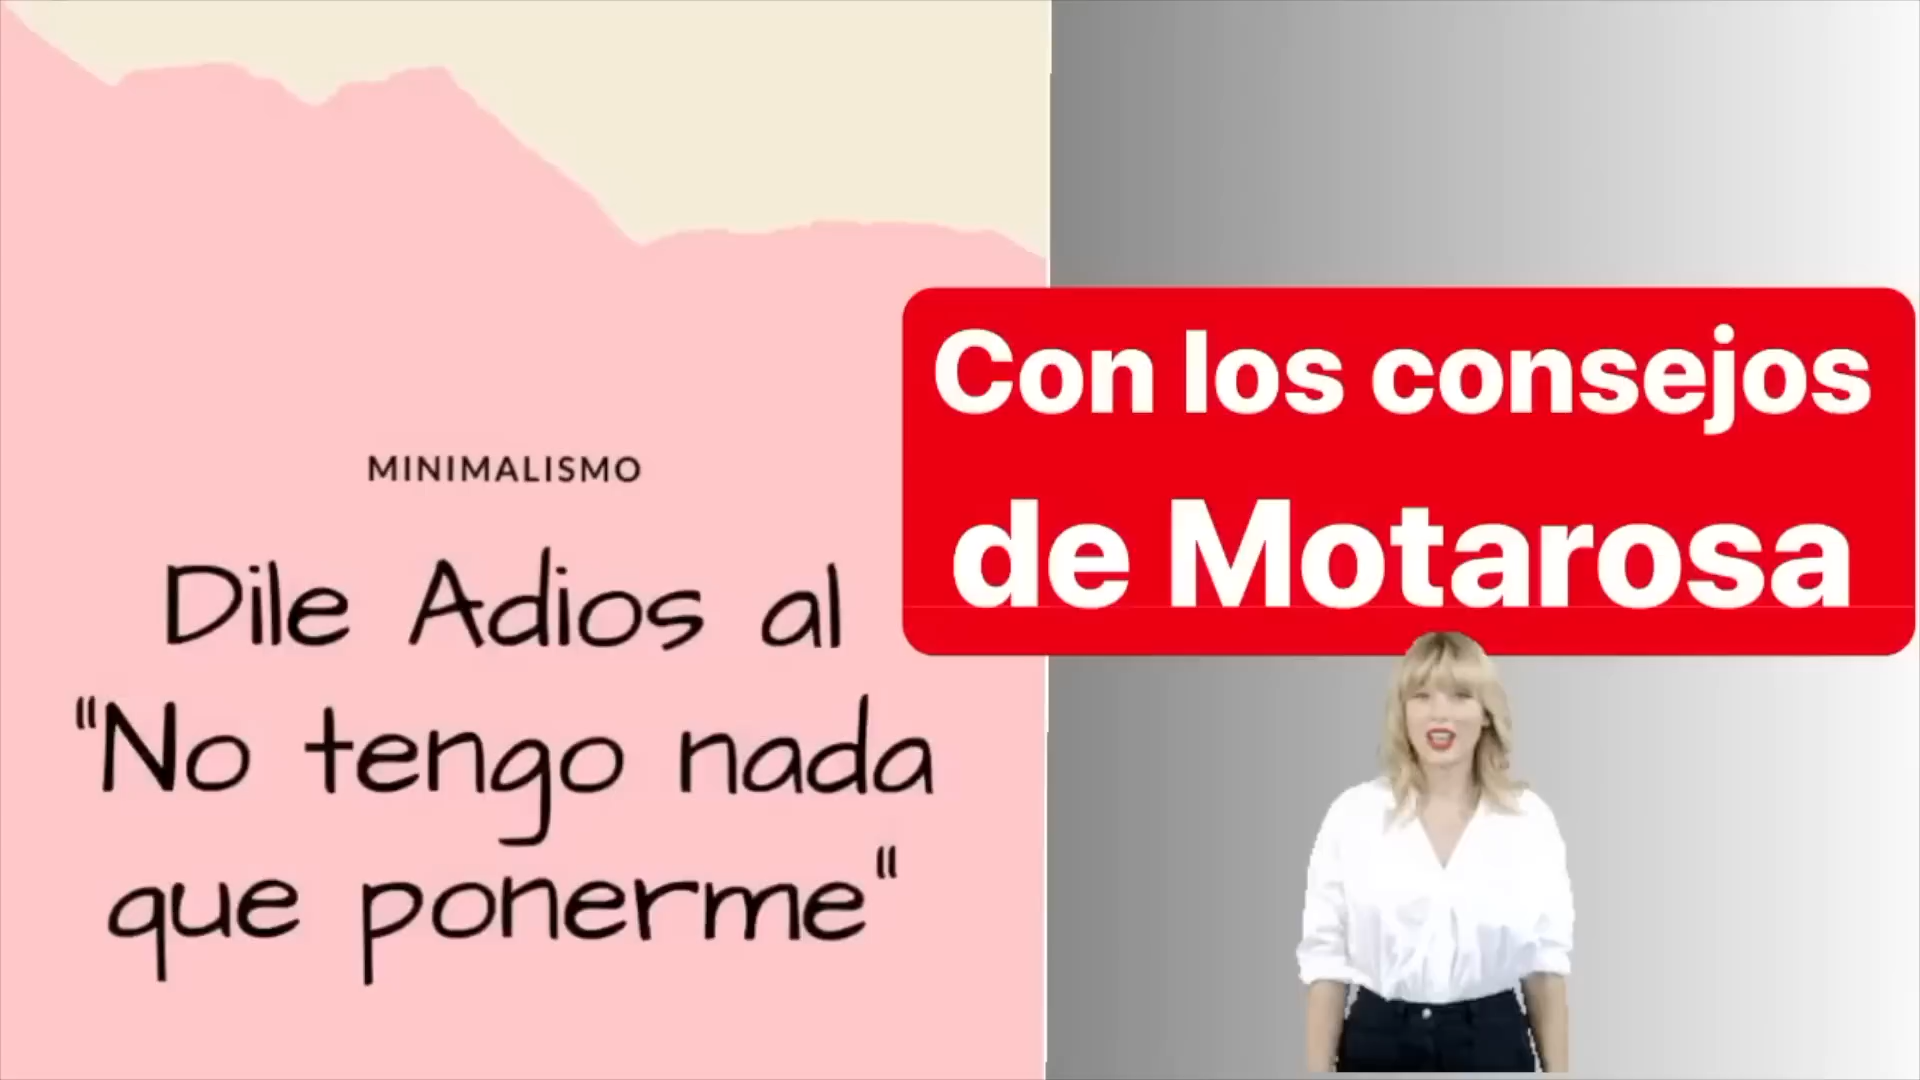 MINIMALISMO
Dile Adios al
"No tengo nada
que ponerme"
Con los consejos
de Motarosa